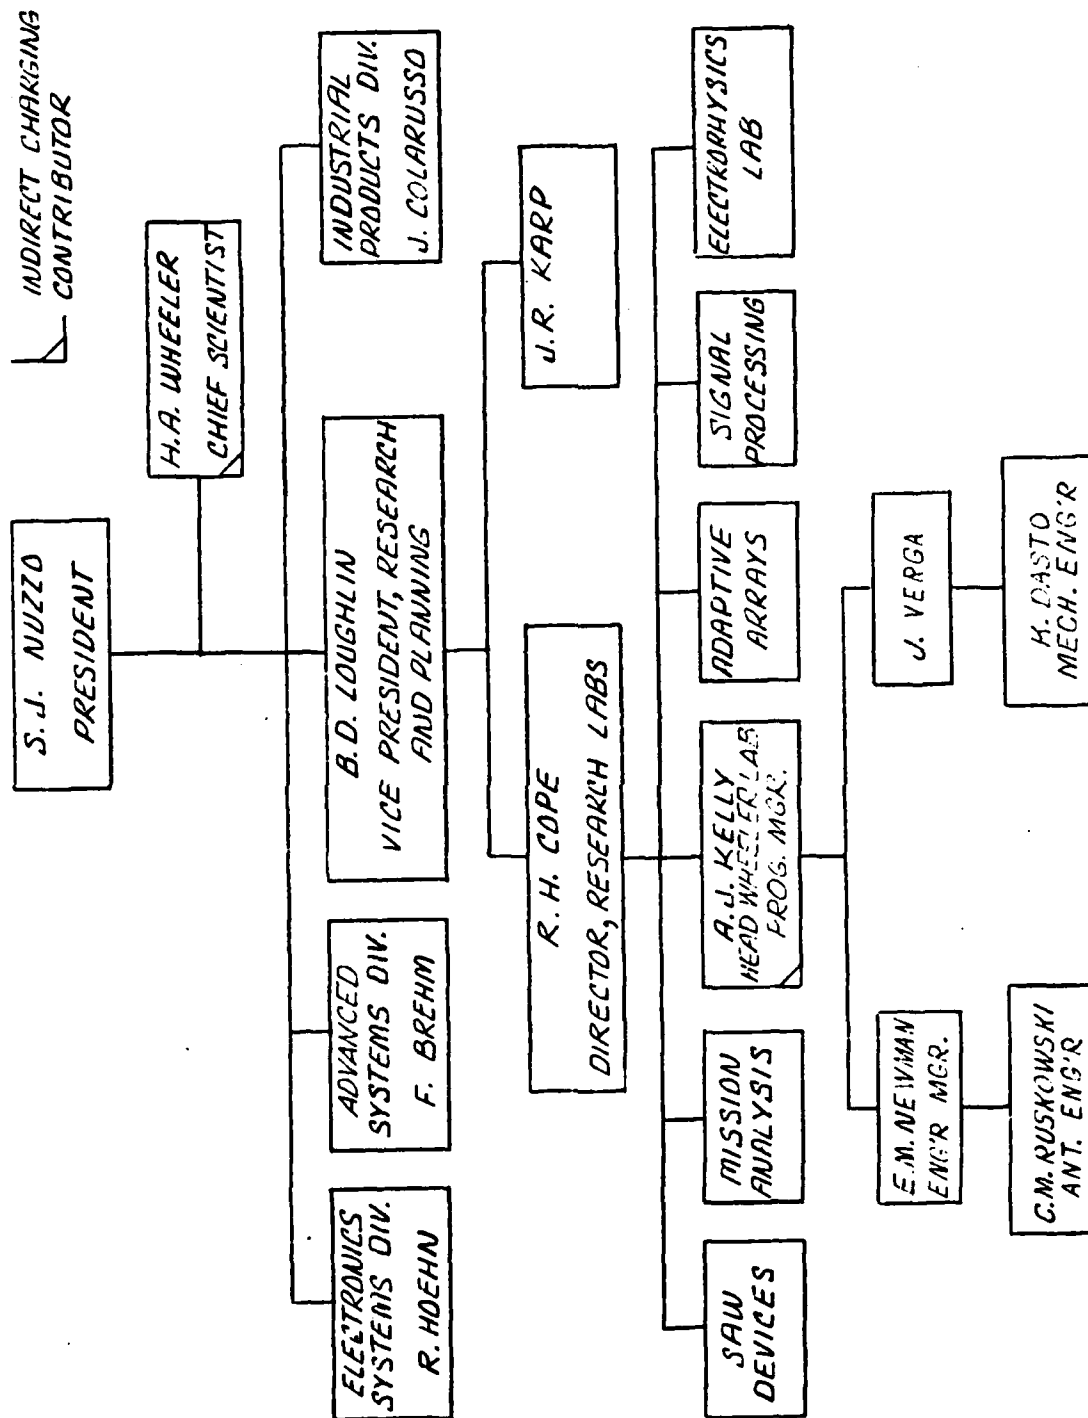 INDIRECT CHARGING
CONTRIBUTOR
S.J. NUZZO
PRESIDENT
H.A. WHEELER
CHIEF SCIENTIST
ELECTRONICS
SYSTEMS DIV.
R. HOEHN
ADVANCED
SYSTEMS DIV.
F. BREHM
B.D. LOUGHLIN
VICE PRESIDENT, RESEARCH
AND PLANNING
INDUSTRIAL
PRODUCTS DIV.
J. COLARUSSO
R.H. COPE
DIRECTOR, RESEARCH LABS
J.R. KARP
SAW
DEVICES
MISSION
ANALYSIS
A.J. KELLY
HEAD WHEELER LAB
PROG. MGR.
ADAPTIVE
ARRAYS
SIGNAL
PROCESSING
ELECTROPHYSICS
LAB
E.M. NEWMAN
ENG'R MGR.
J. VERGA
C.M. RUSKOWSKI
ANT. ENG'R
K. DASTO
MECH. ENG'R